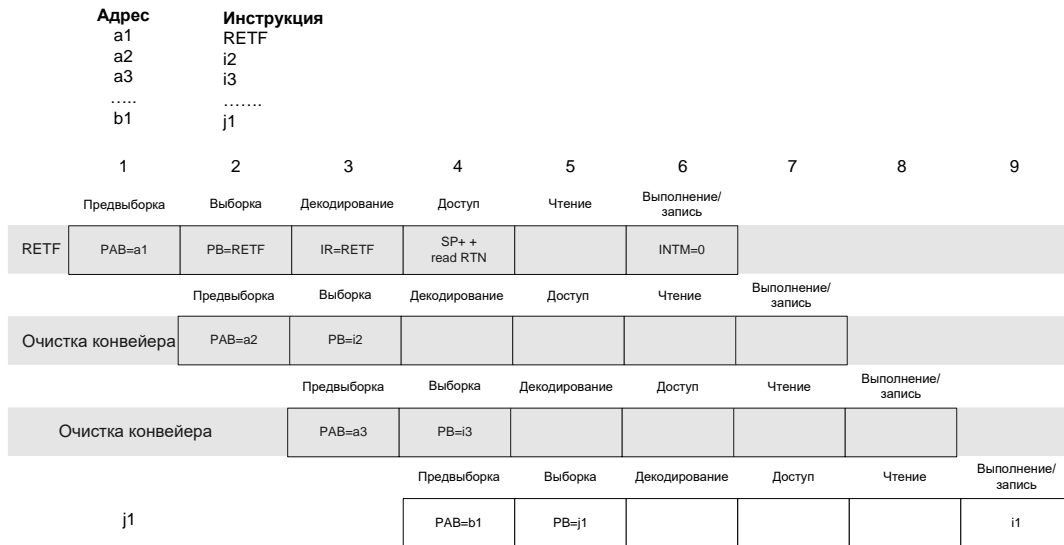 Адрес Инструкция
a1 RETF
a2 i2
a3 i3
….. …….
b1 j1
1 2 3 4 5 6 7 8 9
Предвыборка Выборка Декодирование Доступ Чтение Выполнение/
запись
RETF PAB=a1 PB=RETF IR=RETF SP+ +
read RTN INTM=0
Предвыборка Выборка Декодирование Доступ Чтение Выполнение/
запись
Очистка конвейера PAB=a2 PB=i2
Предвыборка Выборка Декодирование Доступ Чтение Выполнение/
запись
Очистка конвейера PAB=a3 PB=i3
Предвыборка Выборка Декодирование Доступ Чтение Выполнение/
запись
j1 PAB=b1 PB=j1 i1